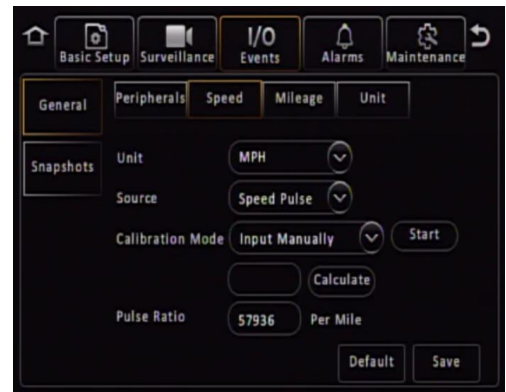 Basic Setup Surveillance I/O Events Alarms Maintenance
General Peripherals Speed Mileage Unit
Snapshots
Unit MPH
Source Speed Pulse
Calibration Mode Input Manually Start
Calculate
Pulse Ratio 57936 Per Mile
Default Save